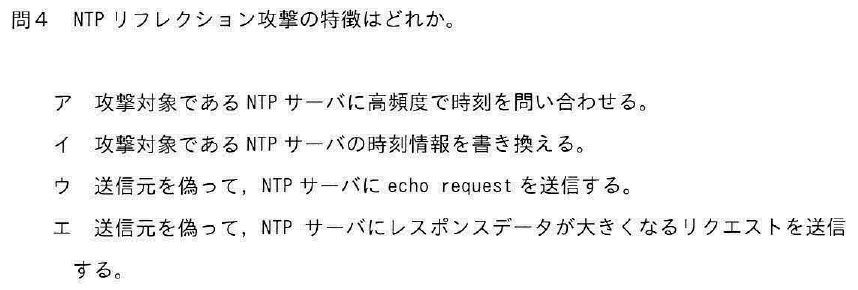 問４ NTP リフレクション攻撃の特徴はどれか。
ア 攻撃対象である NTP サーバに高頻度で時刻を問い合わせる。
イ 攻撃対象である NTP サーバの時刻情報を書き換える。
ウ 送信元を偽って，NTP サーバに echo request を送信する。
エ 送信元を偽って，NTP サーバにレスポンスデータが大きくなるリクエストを送信
する。